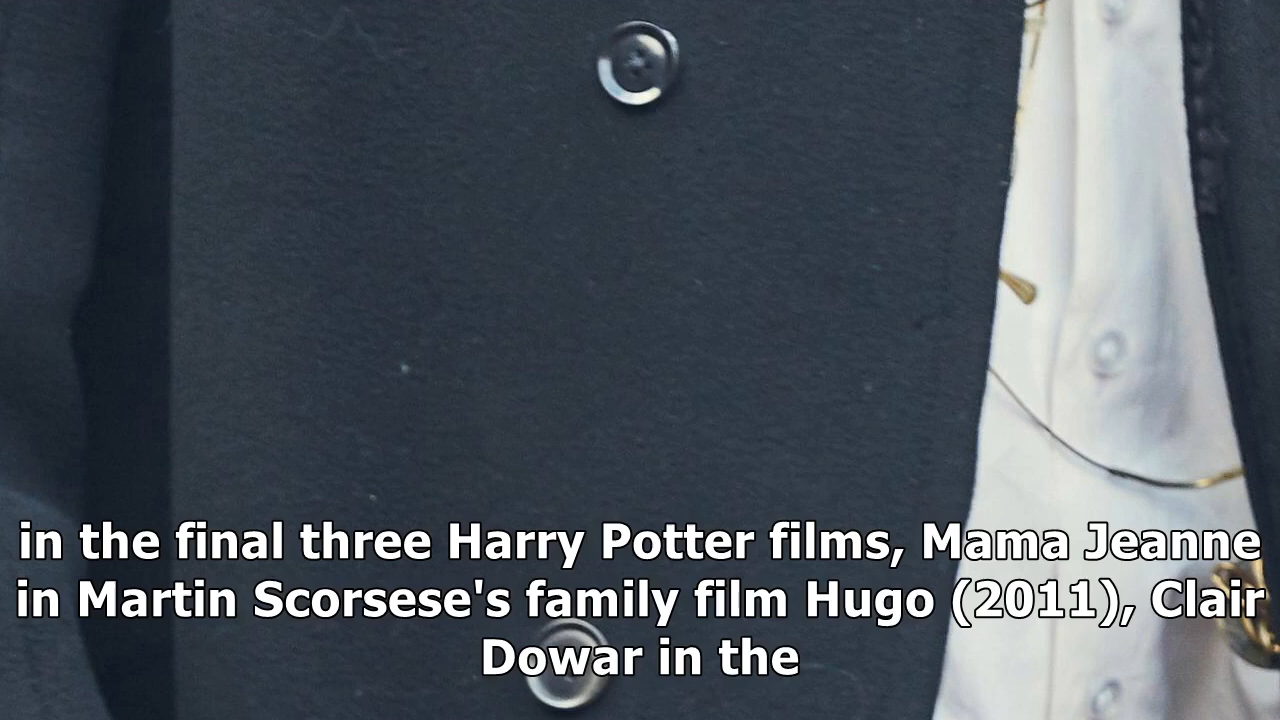 in the final three Harry Potter films, Mama Jeanne
in Martin Scorsese's family film Hugo (2011), Clair
Dowar in the